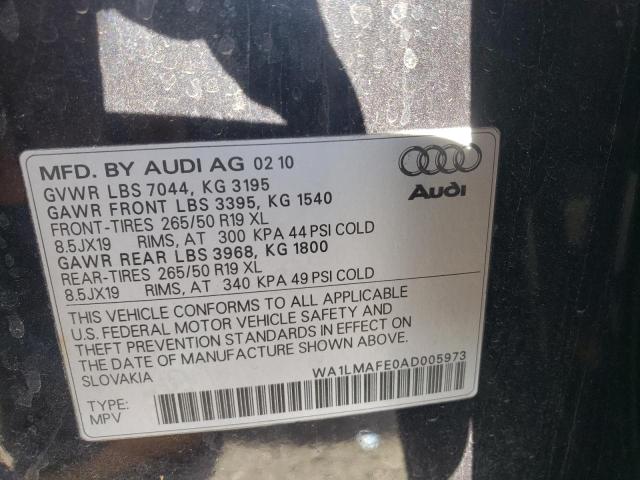 MFD. BY AUDI AG 02 10
GVWR LBS 7044, KG 3195
GAWR FRONT LBS 3395, KG 1540
FRONT-TIRES 265/50 R19 XL
8.5JX19 RIMS, AT 300 KPA 44 PSI COLD
GAWR REAR LBS 3968, KG 1800
REAR-TIRES 265/50 R19 XL
8.5JX19 RIMS, AT 340 KPA 49 PSI COLD
Audi
THIS VEHICLE CONFORMS TO ALL APPLICABLE
U.S. FEDERAL MOTOR VEHICLE SAFETY AND
THEFT PREVENTION STANDARDS IN EFFECT ON
THE DATE OF MANUFACTURE SHOWN ABOVE.
SLOVAKIA
WA1LMAFE0AD005973
TYPE:
MPV